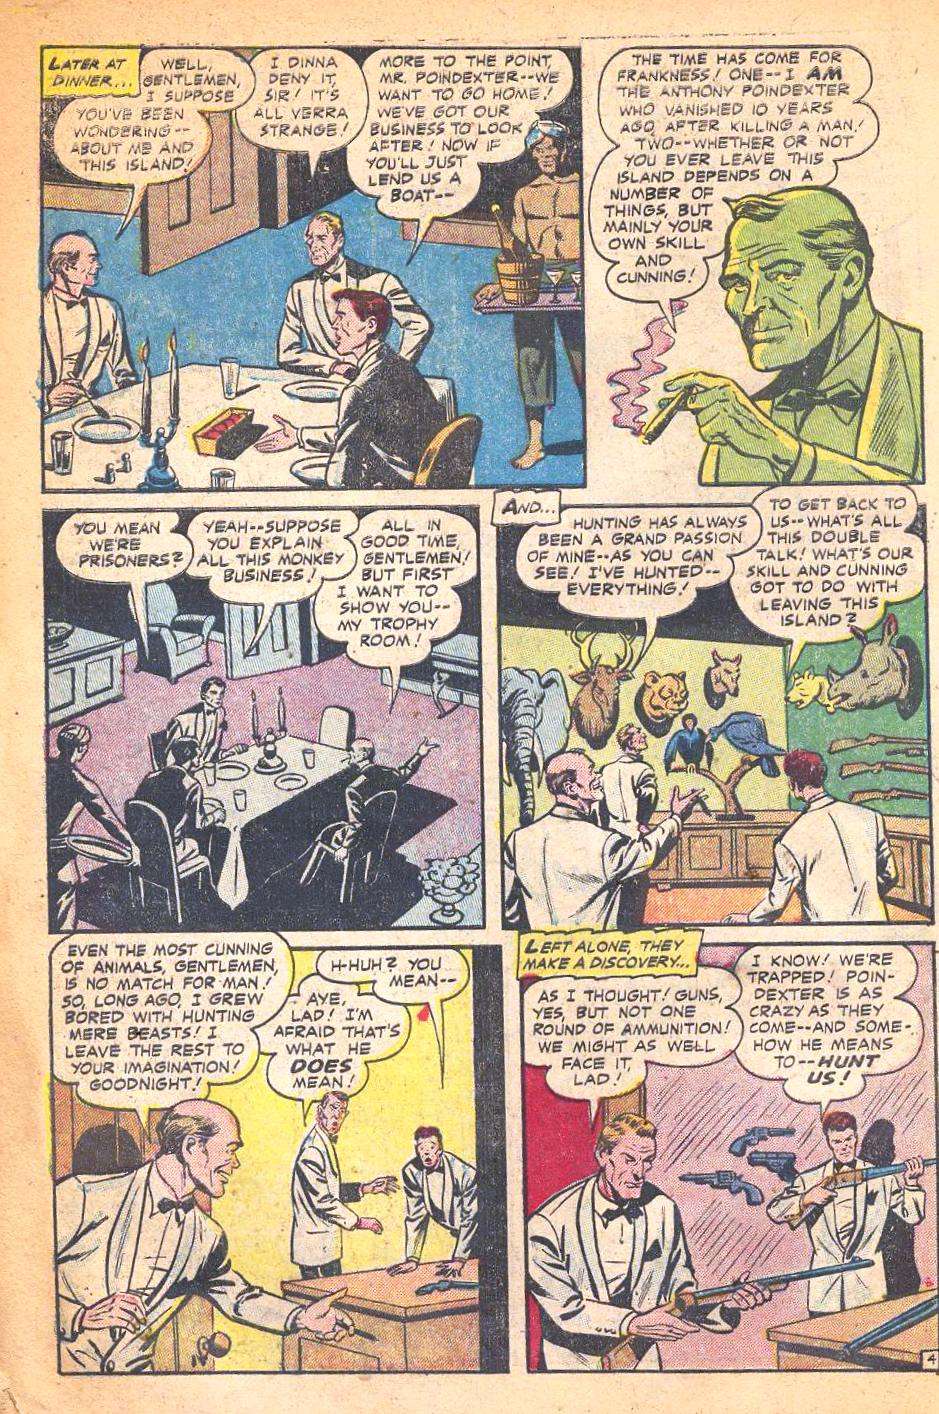 LATER AT
DINNER...
WELL,
GENTLEMEN,
I SUPPOSE
YOU'VE BEEN
WONDERING--
ABOUT ME AND
THIS ISLAND!
I DINNA
DENY IT,
SIR! IT'S
ALL VERRA
STRANGE!
MORE TO THE POINT,
MR. POINDEXTER--WE
WANT TO GO HOME!
WE'VE GOT OUR
BUSINESS TO LOOK
AFTER! NOW IF
YOU'LL JUST
LEND US A
BOAT--
THE TIME HAS COME FOR
FRANKNESS! ONE--I AM
THE ANTHONY POINDEXTER
WHO VANISHED 10 YEARS
AGO, AFTER KILLING A MAN!
TWO--WHETHER OR NOT
YOU EVER LEAVE THIS
ISLAND DEPENDS ON A
NUMBER OF
THINGS, BUT
MAINLY YOUR
OWN SKILL
AND
CUNNING!
YOU MEAN
WE'RE
PRISONERS?
YEAH--SUPPOSE
YOU EXPLAIN
ALL THIS MONKEY
BUSINESS!
ALL IN
GOOD TIME,
GENTLEMEN!
BUT FIRST
I WANT TO
SHOW YOU--
MY TROPHY
ROOM!
AND...
HUNTING HAS ALWAYS
BEEN A GRAND PASSION
OF MINE--AS YOU CAN
SEE! I'VE HUNTED--
EVERYTHING!
TO GET BACK TO
US--WHAT'S ALL
THIS DOUBLE
TALK! WHAT'S OUR
SKILL AND CUNNING
GOT TO DO WITH
LEAVING THIS
ISLAND?
EVEN THE MOST CUNNING
OF ANIMALS, GENTLEMEN,
IS NO MATCH FOR MAN!
SO, LONG AGO, I GREW
BORED WITH HUNTING
MERE BEASTS! I
LEAVE THE REST TO
YOUR IMAGINATION!
GOODNIGHT!
AYE,
LAD! I'M
AFRAID THAT'S
WHAT HE
DOES
MEAN!
H-HUH? YOU
MEAN--
LEFT ALONE, THEY
MAKE A DISCOVERY...
AS I THOUGHT! GUNS,
YES, BUT NOT ONE
ROUND OF AMMUNITION!
WE MIGHT AS WELL
FACE IT,
LAD!
I KNOW! WE'RE
TRAPPED! POIN-
DEXTER IS AS
CRAZY AS THEY
COME--AND SOME-
HOW HE MEANS
TO--HUNT
US!
4